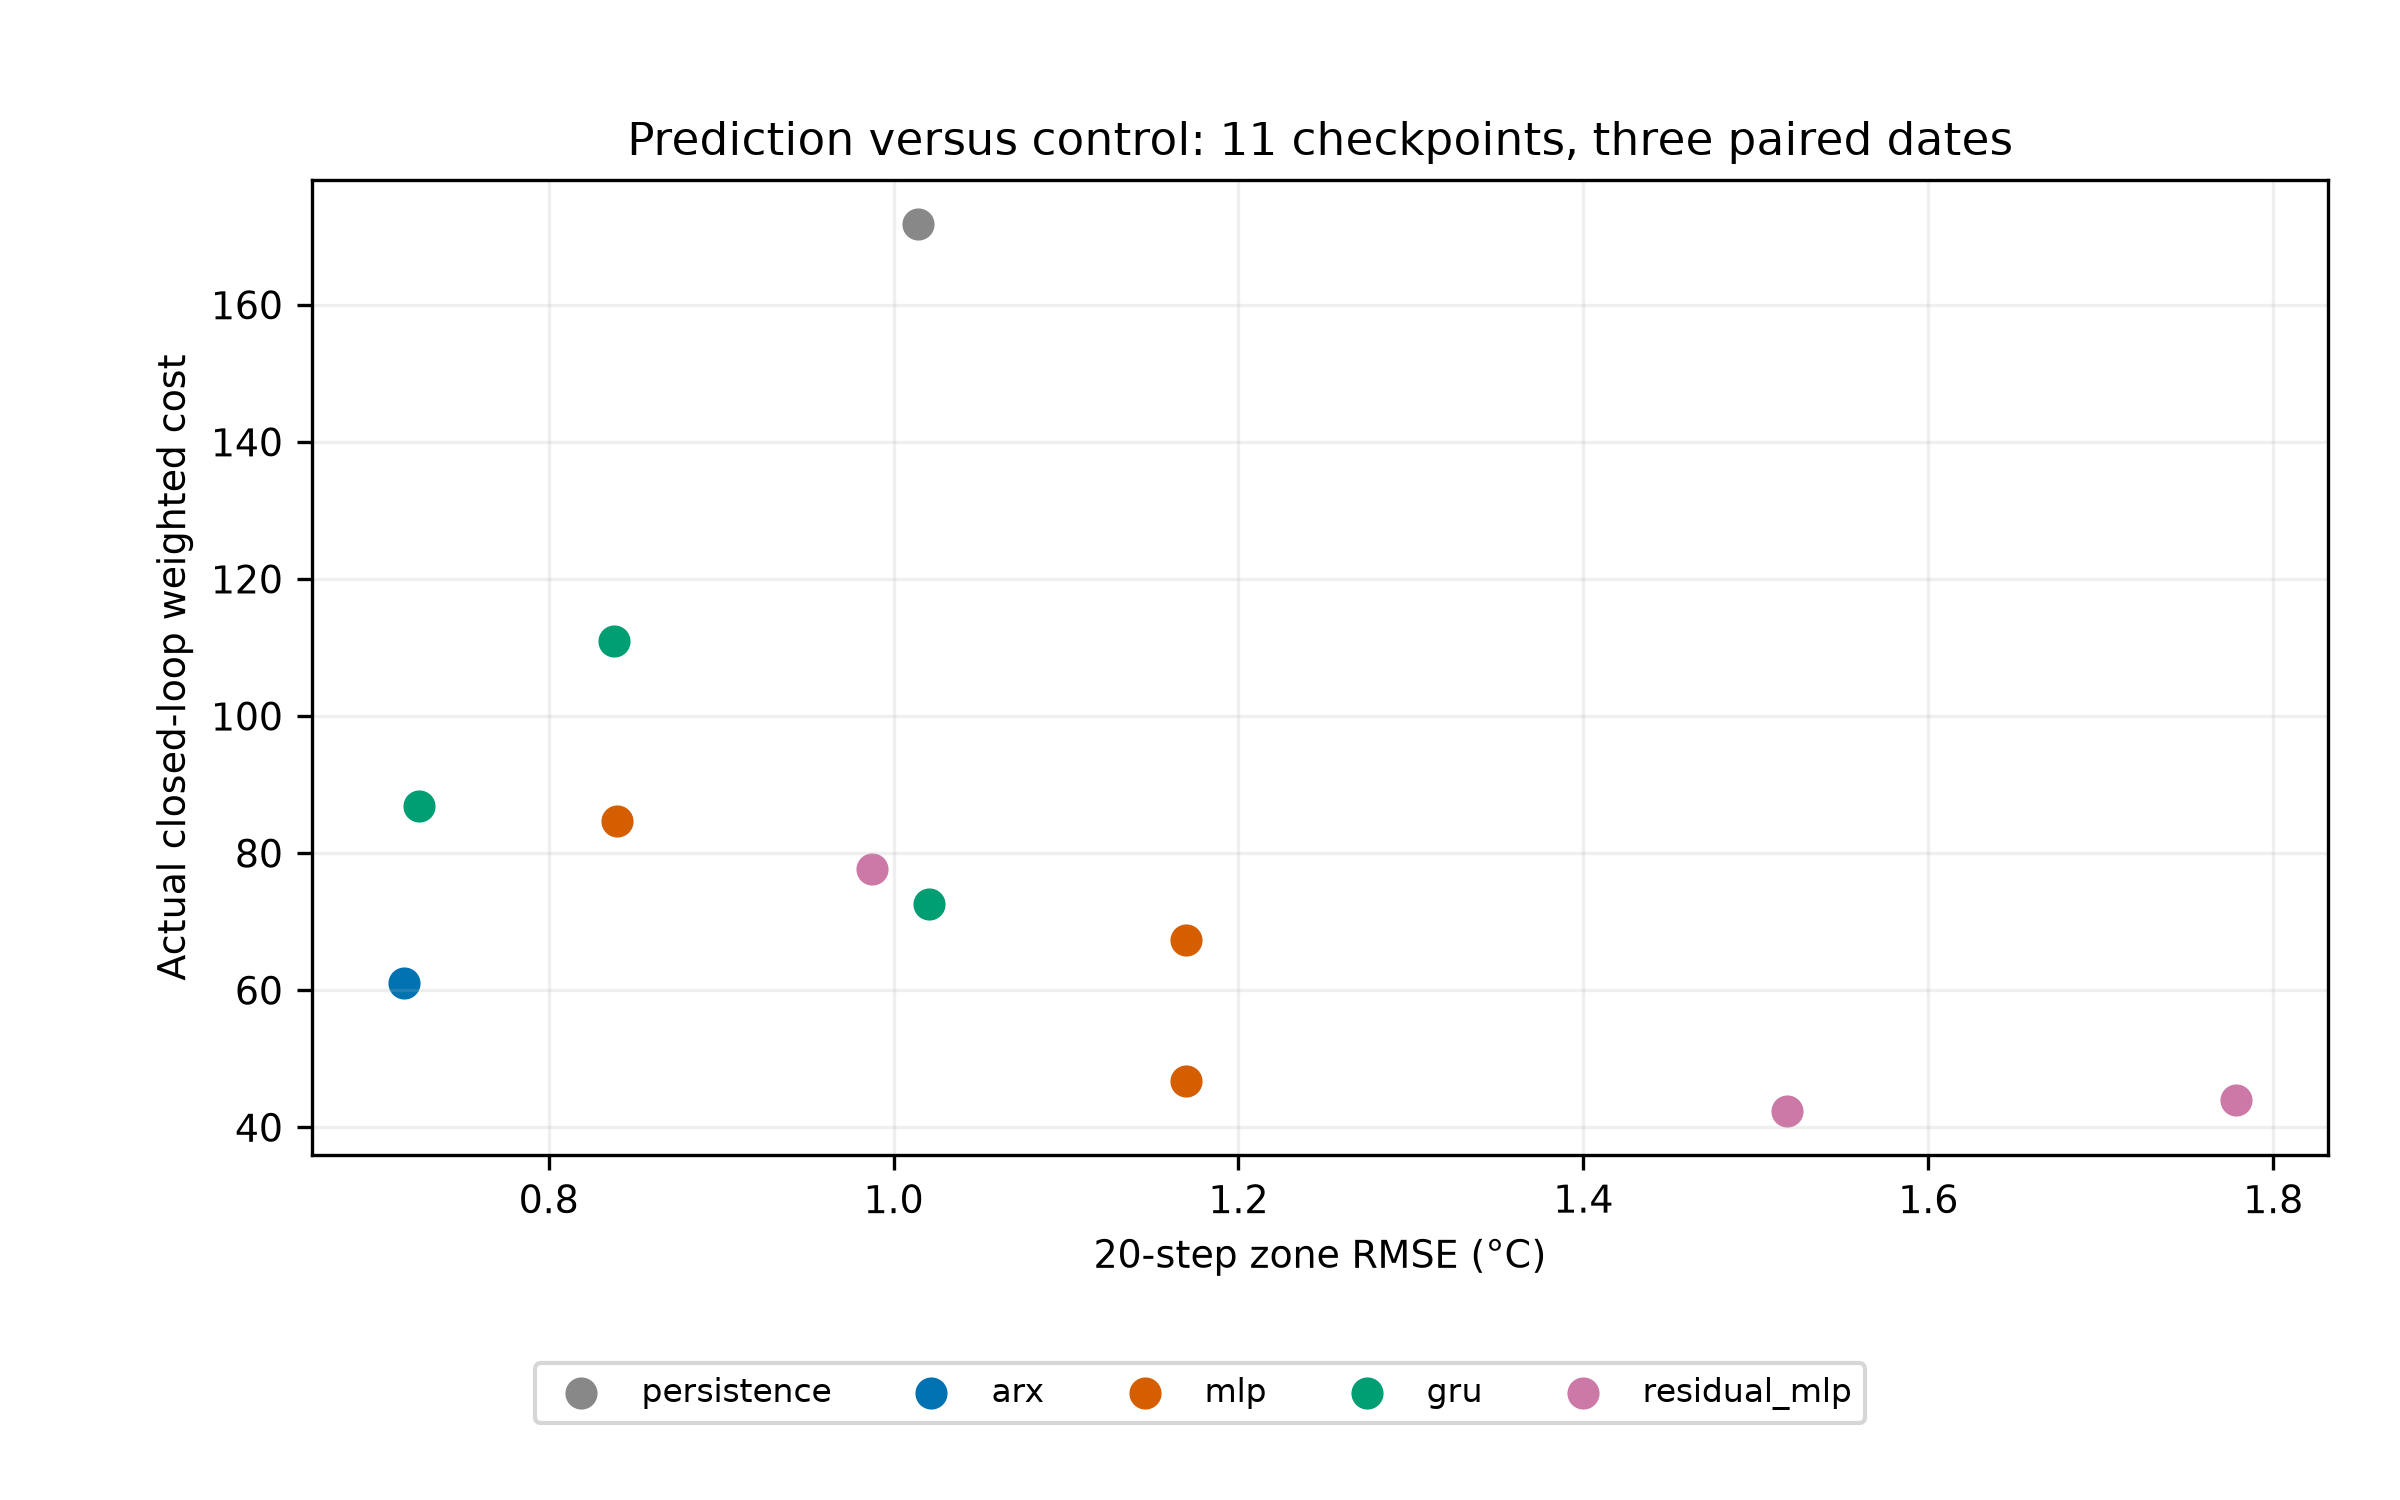 Prediction versus control: 11 checkpoints, three paired dates
Actual closed-loop weighted cost
160
140
120
100
80
60
40
0.8 1.0 1.2 1.4 1.6 1.8
20-step zone RMSE (°C)
persistence arx mlp gru residual_mlp